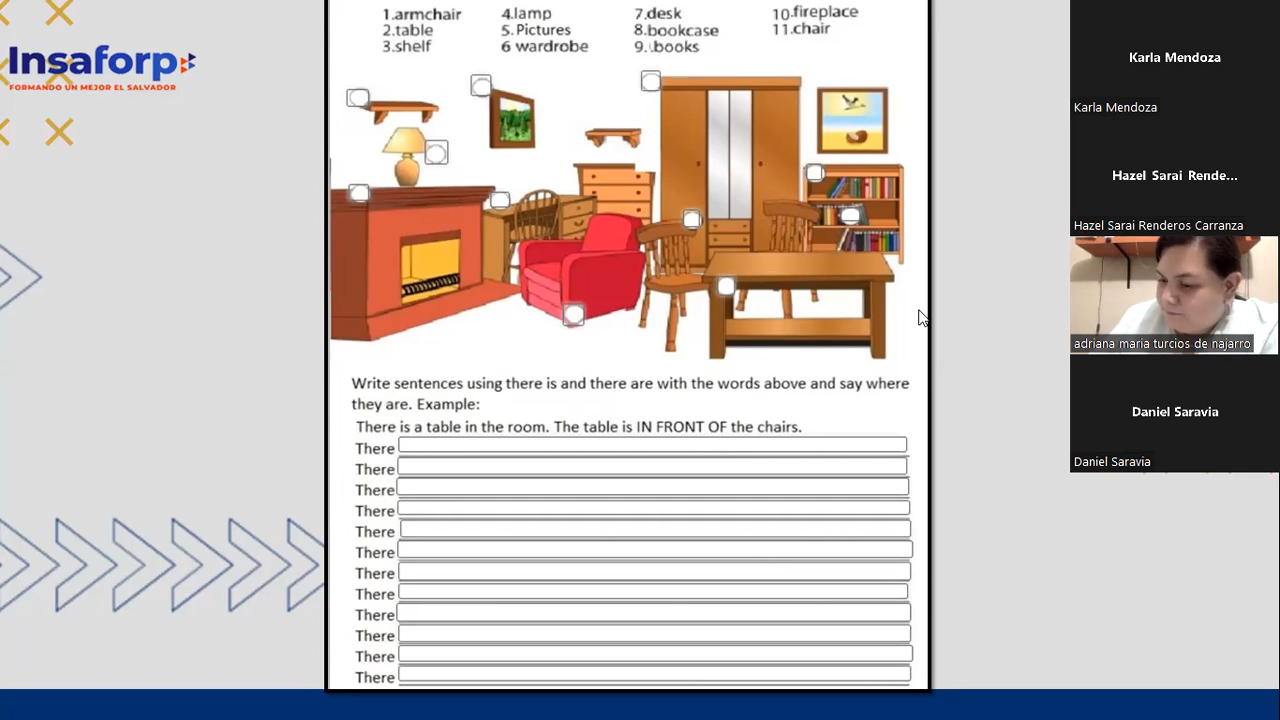 1.armchair 4.lamp 7.desk 10.fireplace
2.table 5.Pictures 8.bookcase 11.chair
3.shelf 6 wardrobe 9. books
Insaforp
FORMANDO UN MEJOR EL SALVADOR
Write sentences using there is and there are with the words above and say where
they are. Example:
There is a table in the room. The table is IN FRONT OF the chairs.
There
There
There
There
There
There
There
There
There
There
There
There
Karla Mendoza
Karla Mendoza
Hazel Sarai Rende...
Hazel Sarai Renderos Carranza
adriana maria turcios de najarro
Daniel Saravia
Daniel Saravia